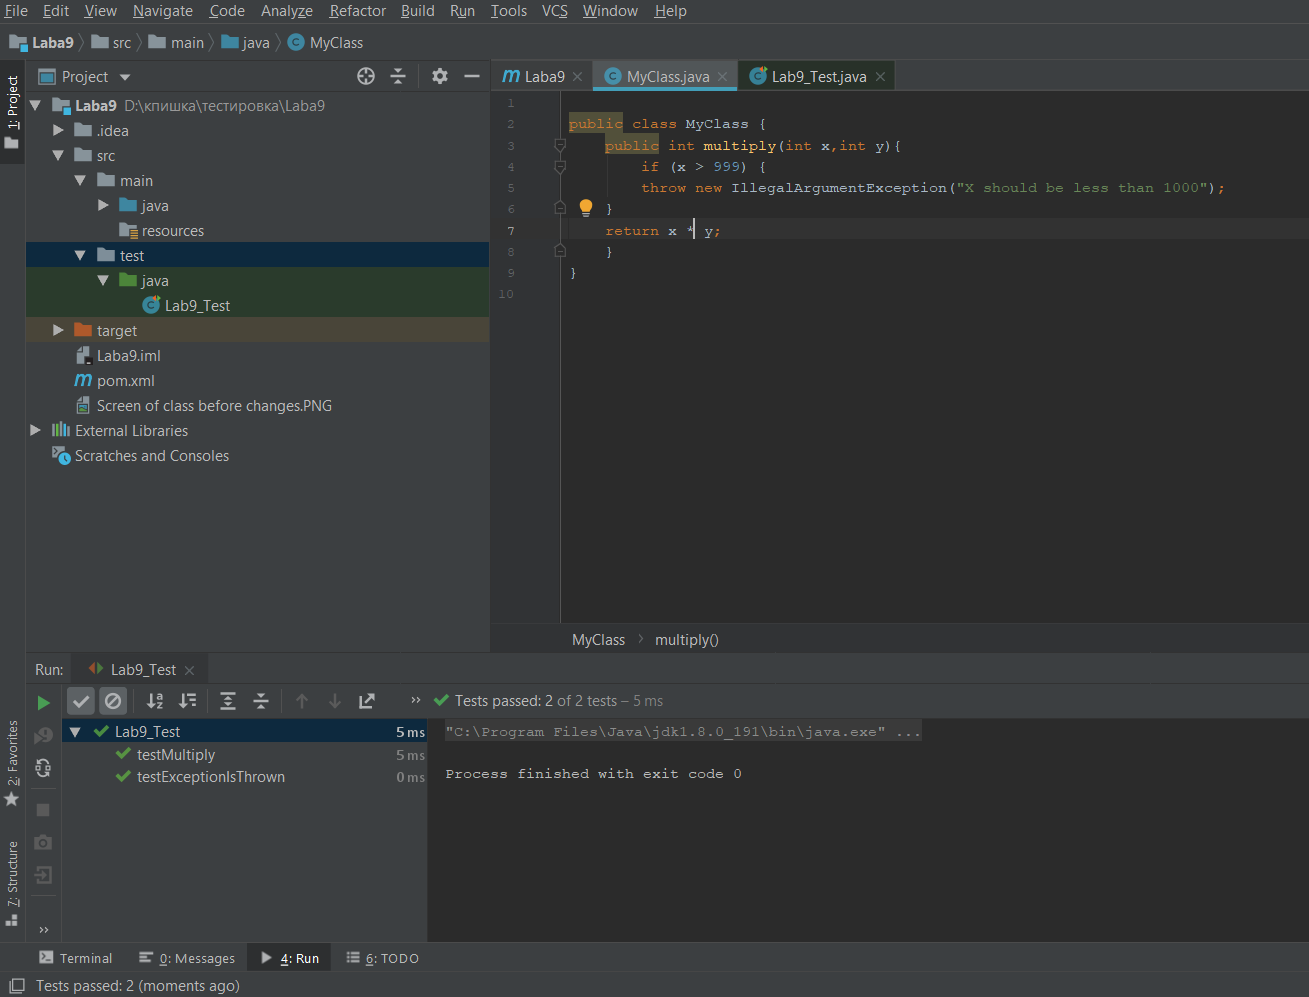 File Edit View Navigate Code Analyze Refactor Build Run Tools VCS Window Help
Laba9 src main java MyClass
1: Project
Project
Laba9 D:\кпишка\тестировка\Laba9
.idea
src
main
java
resources
test
java
Lab9_Test
target
Laba9.iml
pom.xml
Screen of class before changes.PNG
External Libraries
Scratches and Consoles
Laba9 MyClass.java Lab9_Test.java
1
2 public class MyClass {
3 public int multiply(int x,int y){
4 if (x > 999) {
5 throw new IllegalArgumentException("X should be less than 1000");
6 }
7 return x * y;
8 }
9 }
10
MyClass multiply()
Run: Lab9_Test
Tests passed: 2 of 2 tests – 5 ms
Lab9_Test 5 ms
testMultiply 5 ms
testExceptionIsThrown 0 ms
"C:\Program Files\Java\jdk1.8.0_191\bin\java.exe" ...
Process finished with exit code 0
2: Favorites
7: Structure
Terminal 0: Messages 4: Run 6: TODO
Tests passed: 2 (moments ago)